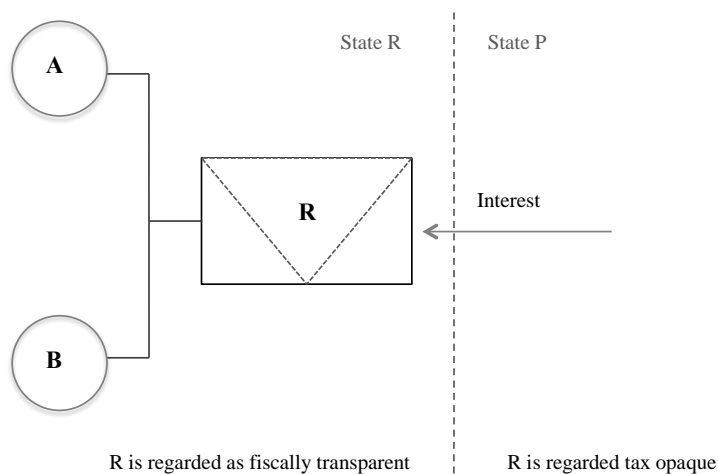 State R
State P
A
R
Interest
B
R is regarded as fiscally transparent
R is regarded tax opaque